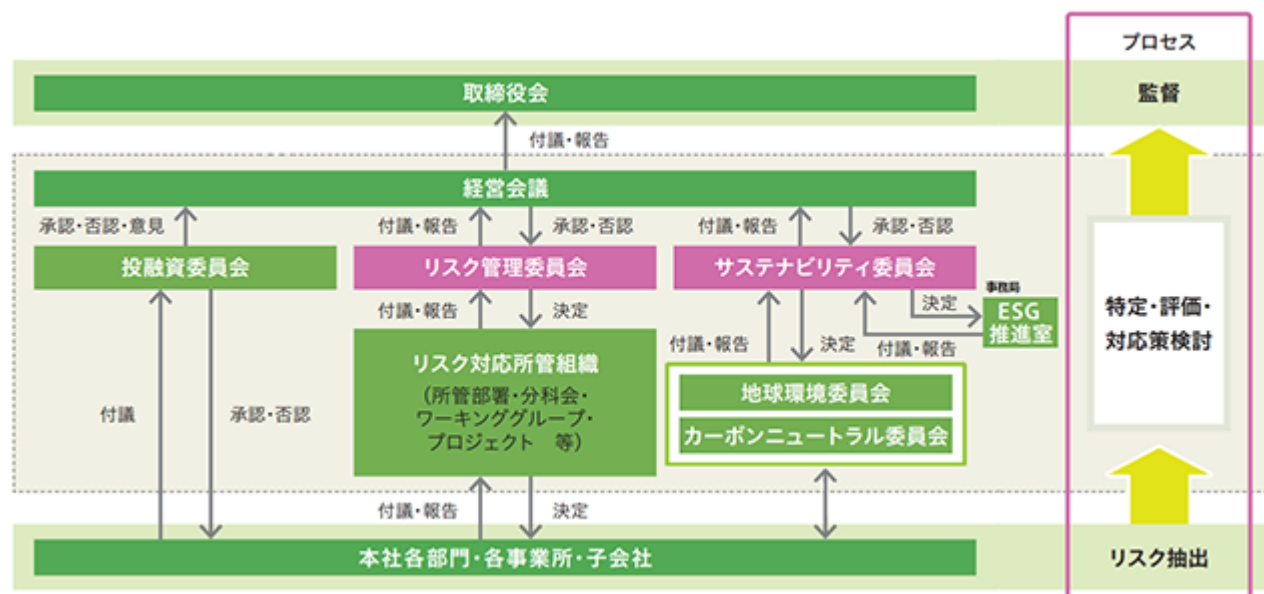 プロセス
取締役会
監督
付議・報告
経営会議
承認・否認・意見
付議・報告
承認・否認
付議・報告
承認・否認
投融資委員会
リスク管理委員会
サステナビリティ委員会
事務局
ESG
推進室
決定
付議・報告
付議・報告
決定
付議・報告
決定
特定・評価・
対応策検討
リスク対応所管組織
（所管部署・分科会・
ワーキンググループ・
プロジェクト　等）
地球環境委員会
カーボンニュートラル委員会
付議
承認・否認
付議・報告
決定
本社各部門・各事業所・子会社
リスク抽出